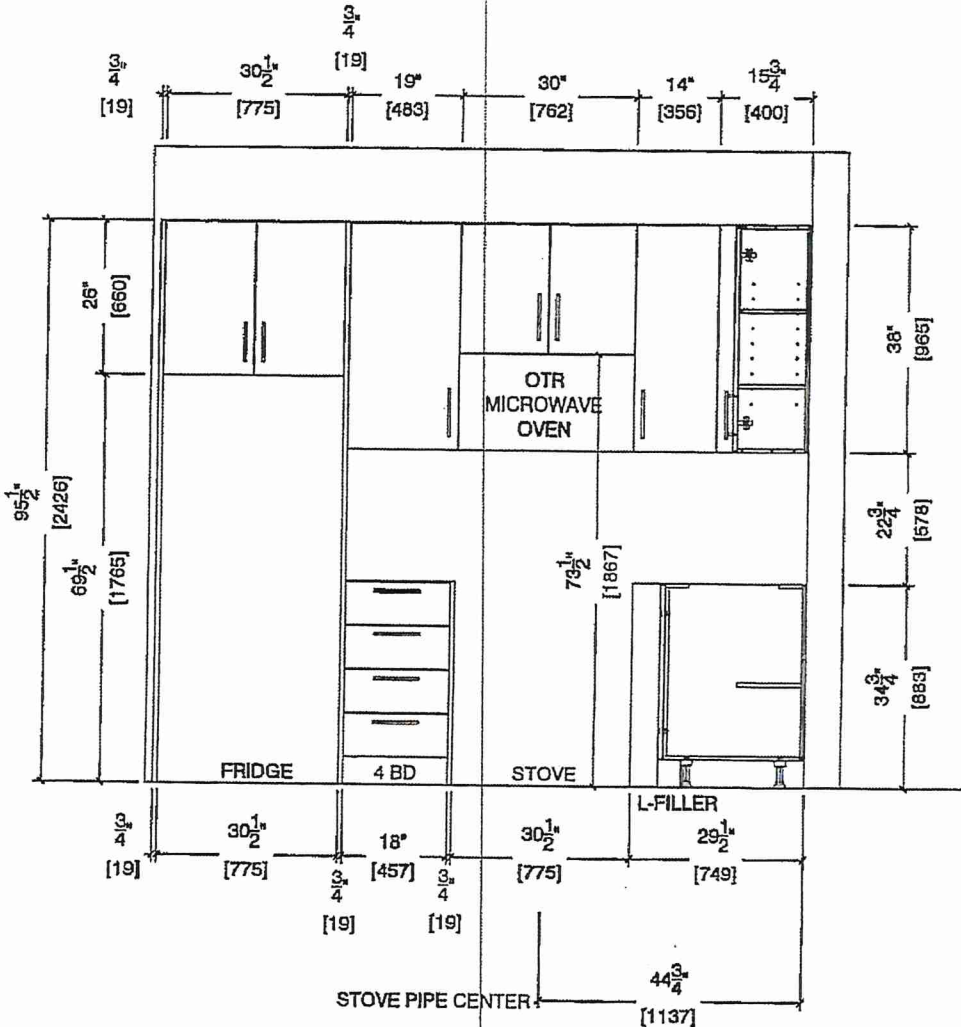 3/4" [19]
30 1/2" [775]
3/4" [19]
19" [483]
30" [762]
14" [356]
15 3/4" [400]
95 1/2" [2426]
26" [660]
69 1/2" [1765]
OTR
MICROWAVE
OVEN
73 1/2" [1867]
38" [965]
22 3/4" [578]
34 3/4" [883]
FRIDGE
4 BD
STOVE
L-FILLER
3/4" [19]
30 1/2" [775]
3/4" [19]
18" [457]
3/4" [19]
30 1/2" [775]
29 1/2" [749]
STOVE PIPE CENTER
44 3/4" [1137]